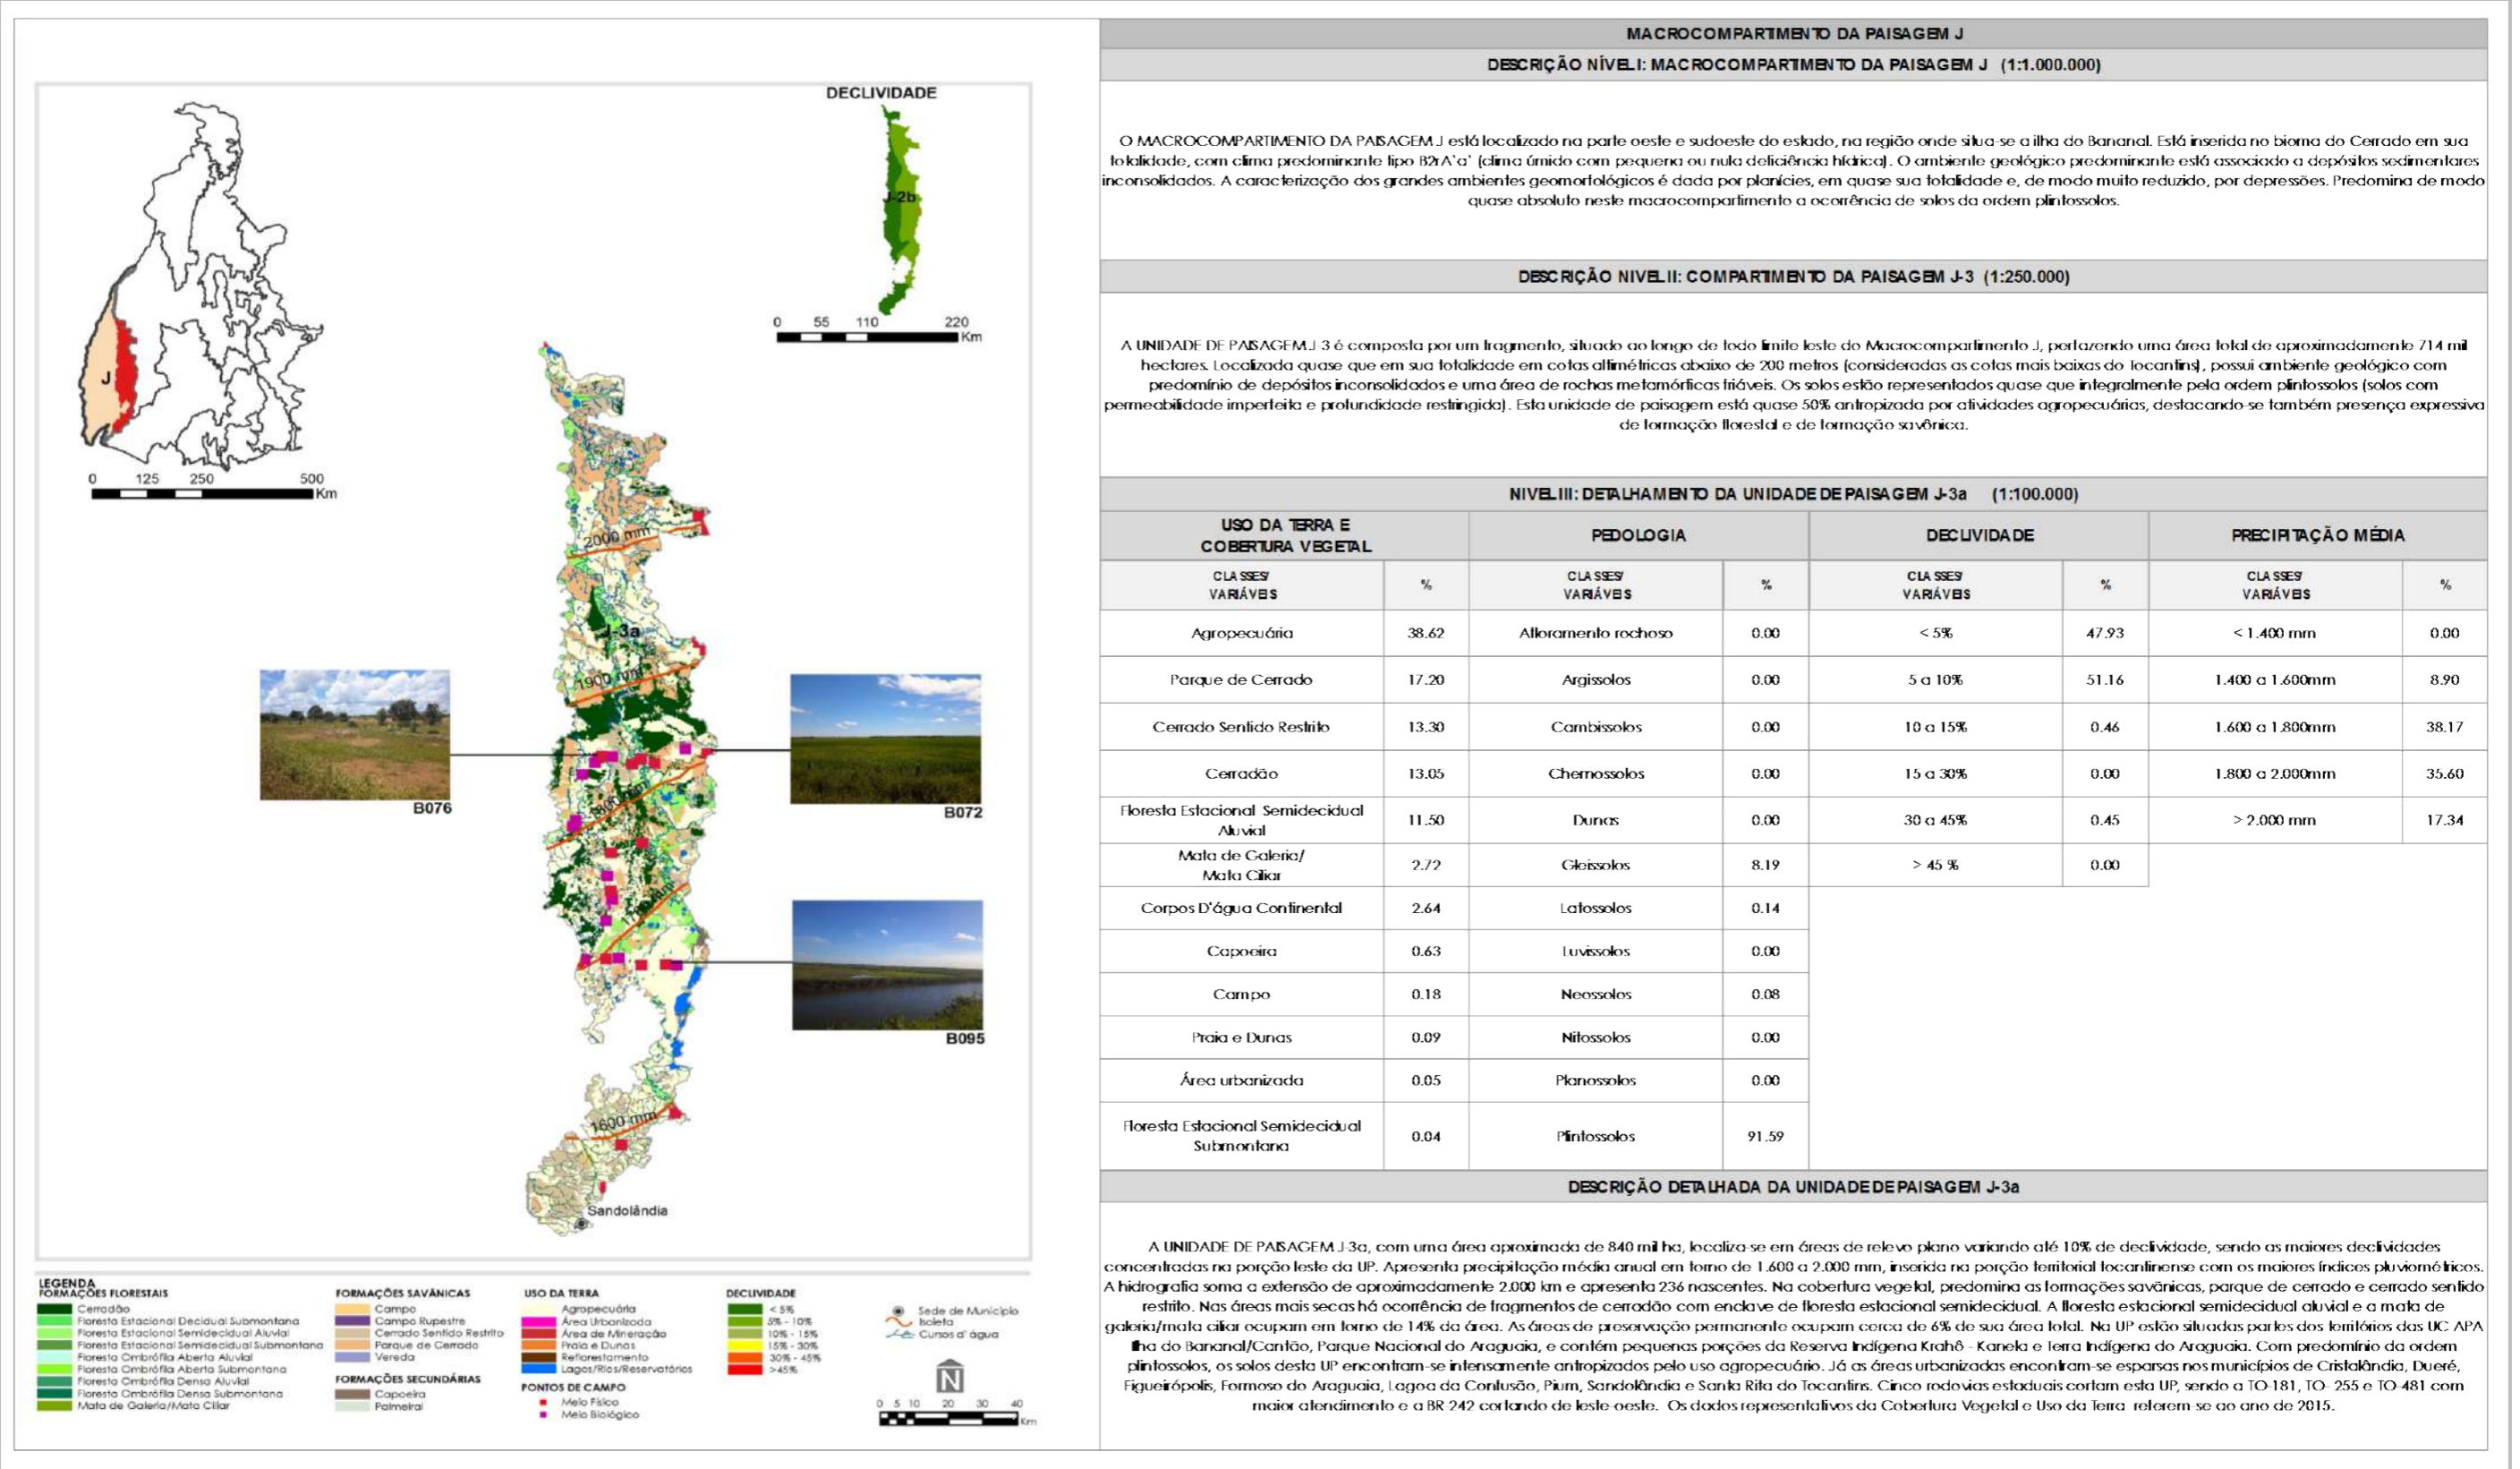 DECLIVIDADE
J-2b
0 55 110 220
Km
J
0 125 250 500
Km
2000 mm
J-3a
1900 mm
B076
B072
B095
1600 mm
Sandolândia
LEGENDA
FORMAÇÕES FLORESTAIS
Cerradão
Floresta Estacional Decidual Submontana
Floresta Estacional Semidecidual Aluvial
Floresta Estacional Semidecidual Submontana
Floresta Ombrófila Aberta Aluvial
Floresta Ombrófila Aberta Submontana
Floresta Ombrófila Densa Aluvial
Floresta Ombrófila Densa Submontana
Mata de Galeria/Mata Ciliar
FORMAÇÕES SAVÂNICAS
Campo
Campo Rupestre
Cerrado Sentido Restrito
Parque de Cerrado
Vereda
FORMAÇÕES SECUNDÁRIAS
Capoeira
Palmeiral
USO DA TERRA
Agropecuária
Área Urbanizada
Área de Mineração
Praia e Dunas
Reflorestamento
Lagos/Rios/Reservatórios
PONTOS DE CAMPO
Meio Físico
Meio Biológico
DECLIVIDADE
< 5%
5% - 10%
10% - 15%
15% - 30%
30% - 45%
>45%
Sede de Município
Isoieta
Cursos d'água
N
0 5 10 20 30 40
Km
MACROCOMPARTIMENTO DA PAISAGEM J
DESCRIÇÃO NÍVEL I: MACROCOMPARTIMENTO DA PAISAGEM J (1:1.000.000)
O MACROCOMPARTIMENTO DA PAISAGEM J está localizado na parte oeste e sudoeste do estado, na região onde situa-se a ilha do Bananal. Está inserida no bioma do Cerrado em sua
totalidade, com clima predominante tipo B2rA'a' (clima úmido com pequena ou nula deficiência hídrica). O ambiente geológico predominante está associado a depósitos sedimentares
inconsolidados. A caracterização dos grandes ambientes geomorfológicos é dada por planícies, em quase sua totalidade e, de modo muito reduzido, por depressões. Predomina de modo
quase absoluto neste macrocompartimento a ocorrência de solos da ordem plintossolos.
DESCRIÇÃO NIVEL II: COMPARTIMENTO DA PAISAGEM J-3 (1:250.000)
A UNIDADE DE PAISAGEM J 3 é composta por um fragmento, situado ao longo de todo limite leste do Macrocompartimento J, perfazendo uma área total de aproximadamente 714 mil
hectares. Localizada quase que em sua totalidade em cotas altimétricas abaixo de 200 metros (consideradas as cotas mais baixas do Tocantins), possui ambiente geológico com
predomínio de depósitos inconsolidados e uma área de rochas metamórficas friáveis. Os solos estão representados quase que integralmente pela ordem plintossolos (solos com
permeabilidade imperfeita e profundidade restringida). Esta unidade de paisagem está quase 50% antropizada por atividades agropecuárias, destacando-se também presença expressiva
de formação florestal e de formação savônica.
NIVEL III: DETALHAMENTO DA UNIDADE DE PAISAGEM J-3a (1:100.000)
USO DA TERRA E
COBERTURA VEGETAL
PEDOLOGIA
DECLIVIDADE
PRECIPITAÇÃO MÉDIA
CLASSES/
VARIÁVEIS
%
CLASSES/
VARIÁVEIS
%
CLASSES/
VARIÁVEIS
%
CLASSES/
VARIÁVEIS
%
Agropecuária 38.62 Afloramento rochoso 0.00 < 5% 47.93 < 1.400 mm 0.00
Parque de Cerrado 17.20 Argissolos 0.00 5 a 10% 51.16 1.400 a 1.600mm 8.90
Cerrado Sentido Restrito 13.30 Cambissolos 0.00 10 a 15% 0.46 1.600 a 1.800mm 38.17
Cerradão 13.05 Chernossolos 0.00 15 a 30% 0.00 1.800 a 2.000mm 35.60
Floresta Estacional Semidecidual
Aluvial
11.50 Dunas 0.00 30 a 45% 0.45 > 2.000 mm 17.34
Mata de Galeria/
Mata Ciliar
2.72 Gleissolos 8.19 > 45 % 0.00
Corpos D'água Continental 2.64 Latossolos 0.14
Capoeira 0.63 Luvissolos 0.00
Campo 0.18 Neossolos 0.08
Praia e Dunas 0.09 Nitossolos 0.00
Área urbanizada 0.05 Planossolos 0.00
Floresta Estacional Semidecidual
Submontana
0.04 Plintossolos 91.59
DESCRIÇÃO DETALHADA DA UNIDADE DE PAISAGEM J-3a
A UNIDADE DE PAISAGEM J-3a, com uma área aproximada de 840 mil ha, localiza-se em áreas de relevo plano variando até 10% de declividade, sendo as maiores declividades
concentradas na porção leste da UP. Apresenta precipitação média anual em torno de 1.600 a 2.000 mm, inserida na porção territorial tocantinense com os maiores índices pluviométricos.
A hidrografia soma a extensão de aproximadamente 2.000 km e apresenta 236 nascentes. Na cobertura vegetal, predomina as formações savânicas, parque de cerrado e cerrado sentido
restrito. Nas áreas mais secas há ocorrência de fragmentos de cerradão com enclave de floresta estacional semidecidual. A floresta estacional semidecidual aluvial e a mata de
galeria/mata ciliar ocupam em torno de 14% da área. As áreas de preservação permanente ocupam cerca de 6% de sua área total. Na UP estão situadas partes dos territórios das UC APA
Ilha do Bananal/Cantão, Parque Nacional do Araguaia, e contém pequenas porções da Reserva Indígena Krahô - Kanela e Terra Indígena do Araguaia. Com predomínio da ordem
plintossolos, os solos desta UP encontram-se intensamente antropizados pelo uso agropecuário. Já as áreas urbanizadas encontram-se esparsas nos municípios de Cristalândia, Dueré,
Figueirópolis, Formoso do Araguaia, Lagoa da Confusão, Pium, Sandolândia e Santa Rita do Tocantins. Cinco rodovias estaduais cortam esta UP, sendo a TO-181, TO- 255 e TO-481 com
maior atendimento e a BR-242 cortando de leste-oeste. Os dados representativos da Cobertura Vegetal e Uso da Terra referem-se ao ano de 2015.